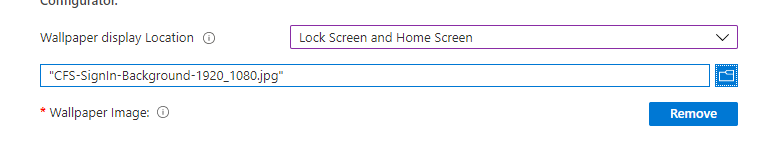 Configurator.
Wallpaper display Location
Lock Screen and Home Screen
"CFS-SignIn-Background-1920_1080.jpg"
* Wallpaper Image:
Remove